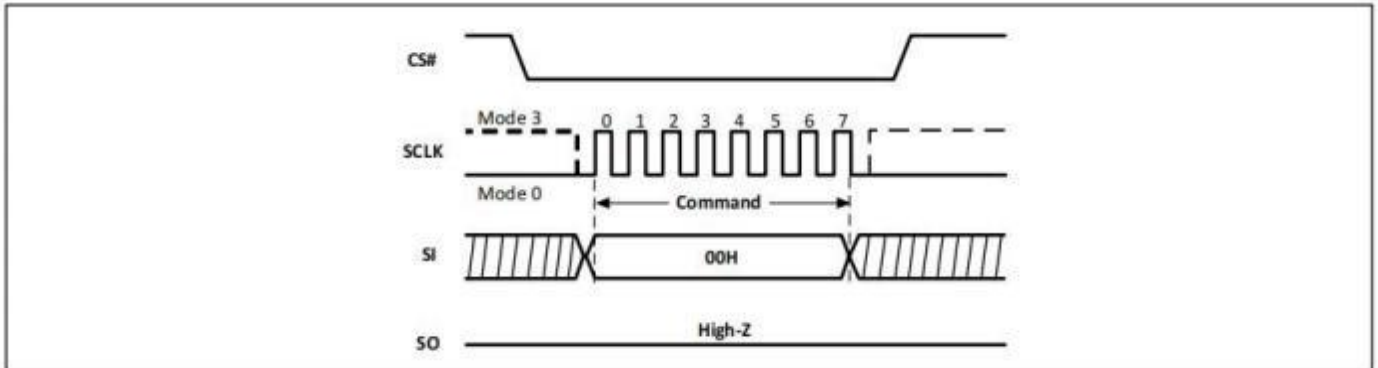 CS#
Mode 3
0 1 2 3 4 5 6 7
SCLK
Mode 0
Command
SI
00H
High-Z
SO